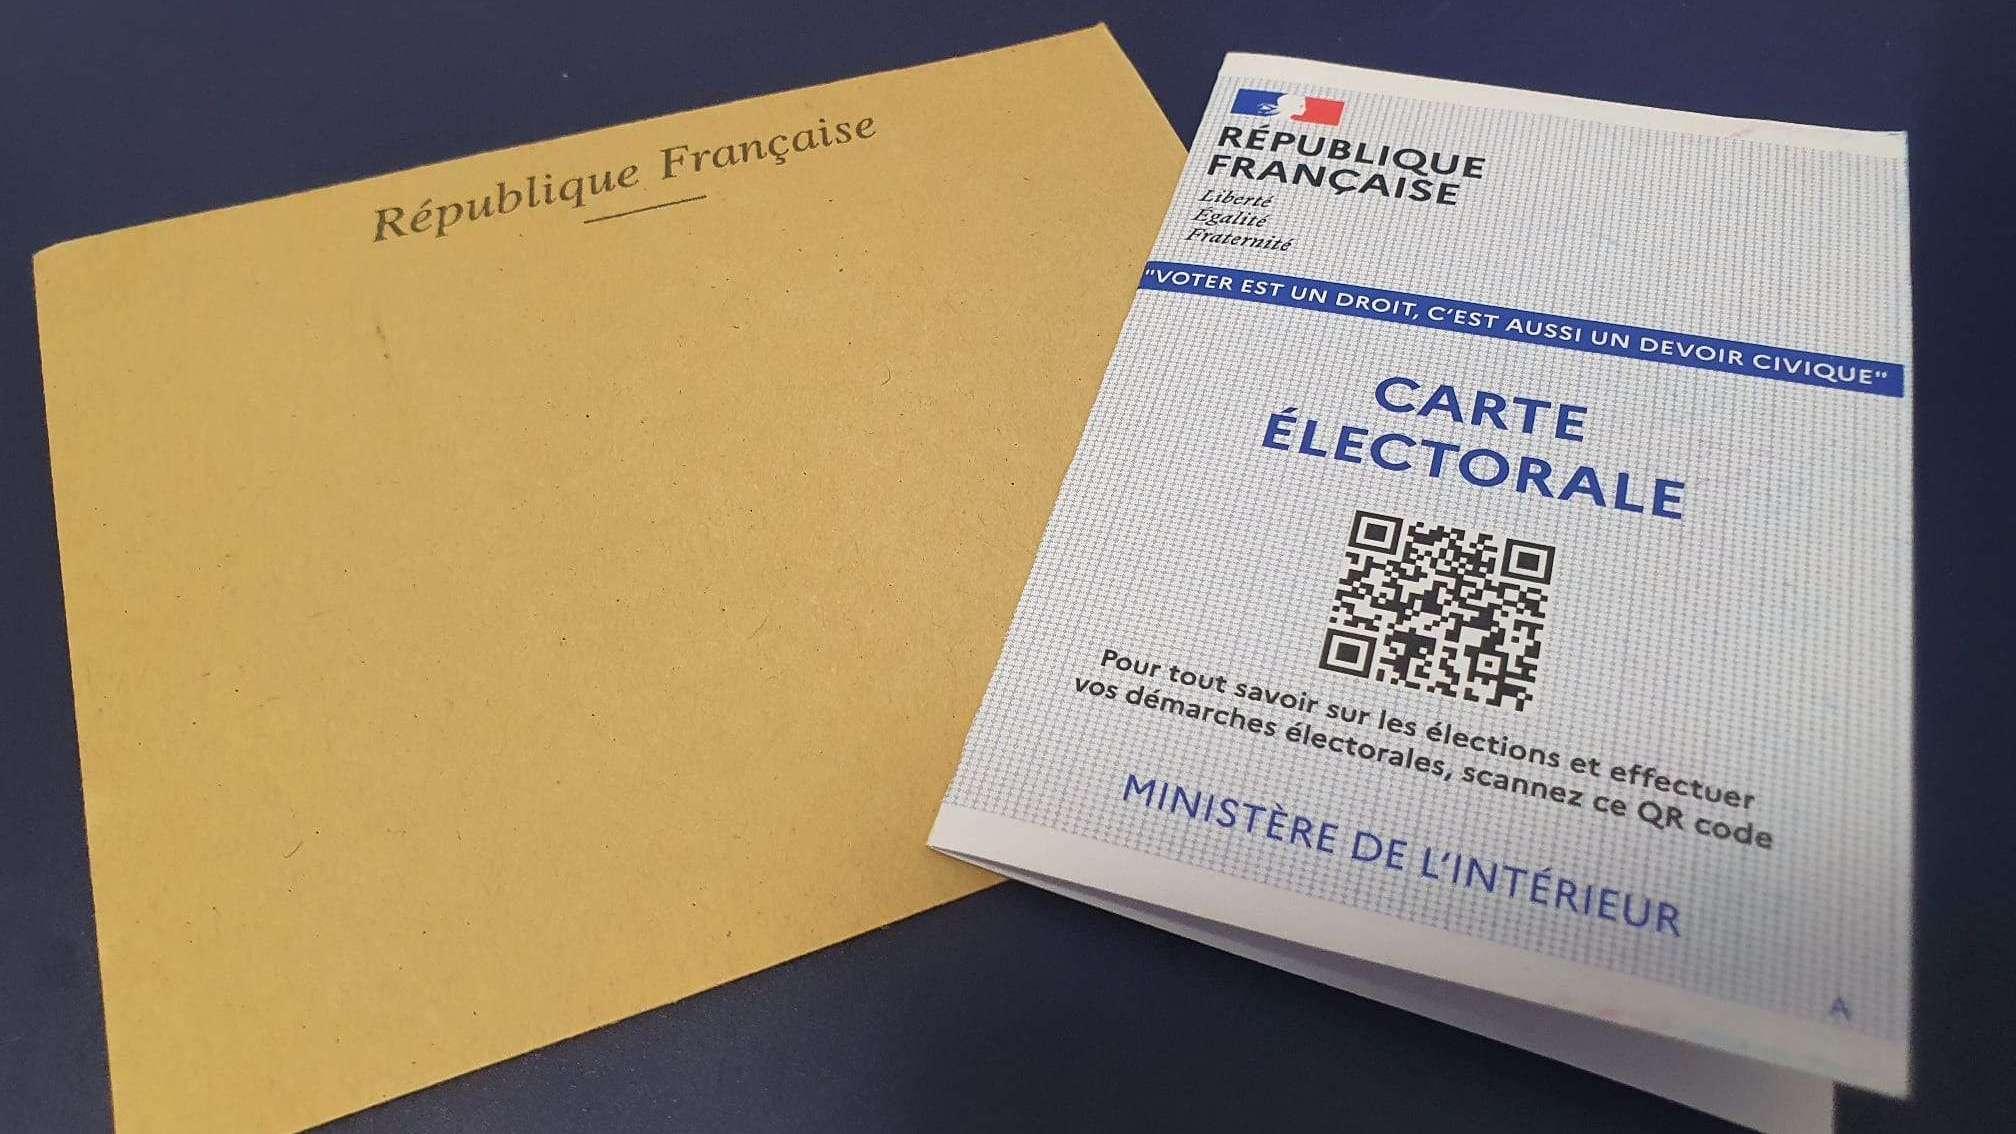 République Française
RÉPUBLIQUE
FRANÇAISE
Liberté
Égalité
Fraternité
"VOTER EST UN DROIT, C'EST AUSSI UN DEVOIR CIVIQUE"
CARTE
ÉLECTORALE
Pour tout savoir sur les élections et effectuer
vos démarches électorales, scannez ce QR code
MINISTÈRE DE L'INTÉRIEUR
A